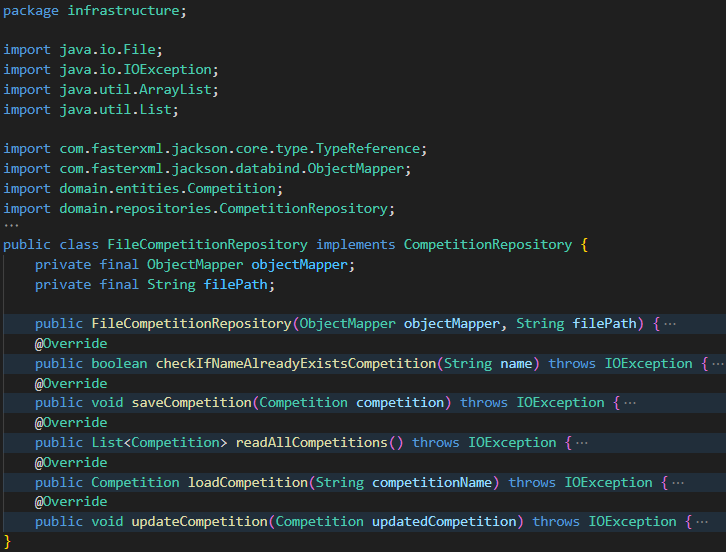 package infrastructure;
import java.io.File;
import java.io.IOException;
import java.util.ArrayList;
import java.util.List;
import com.fasterxml.jackson.core.type.TypeReference;
import com.fasterxml.jackson.databind.ObjectMapper;
import domain.entities.Competition;
import domain.repositories.CompetitionRepository;
···
public class FileCompetitionRepository implements CompetitionRepository {
    private final ObjectMapper objectMapper;
    private final String filePath;
    public FileCompetitionRepository(ObjectMapper objectMapper, String filePath) {···
    @Override
    public boolean checkIfNameAlreadyExistsCompetition(String name) throws IOException {···
    @Override
    public void saveCompetition(Competition competition) throws IOException {···
    @Override
    public List<Competition> readAllCompetitions() throws IOException {···
    @Override
    public Competition loadCompetition(String competitionName) throws IOException {···
    @Override
    public void updateCompetition(Competition updatedCompetition) throws IOException {···
}